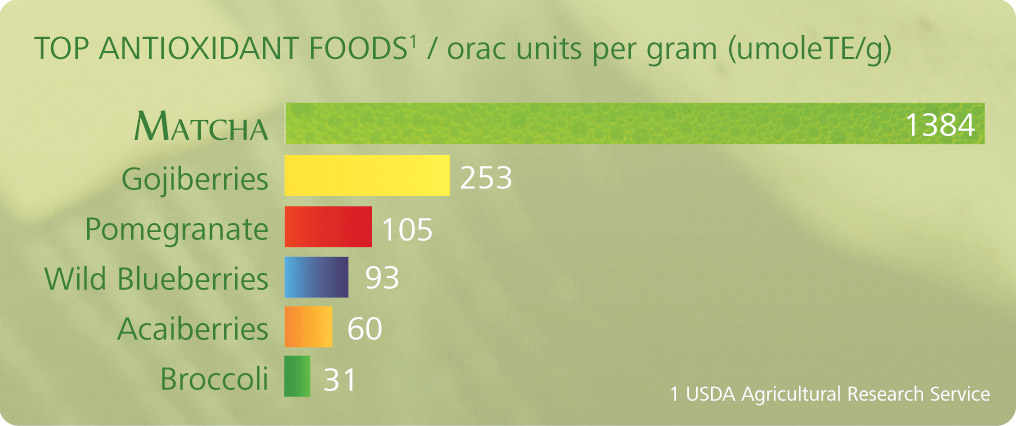 TOP ANTIOXIDANT FOODS¹ / orac units per gram (umoleTE/g)
MATCHA 1384
Gojiberries 253
Pomegranate 105
Wild Blueberries 93
Acaiberries 60
Broccoli 31
1 USDA Agricultural Research Service